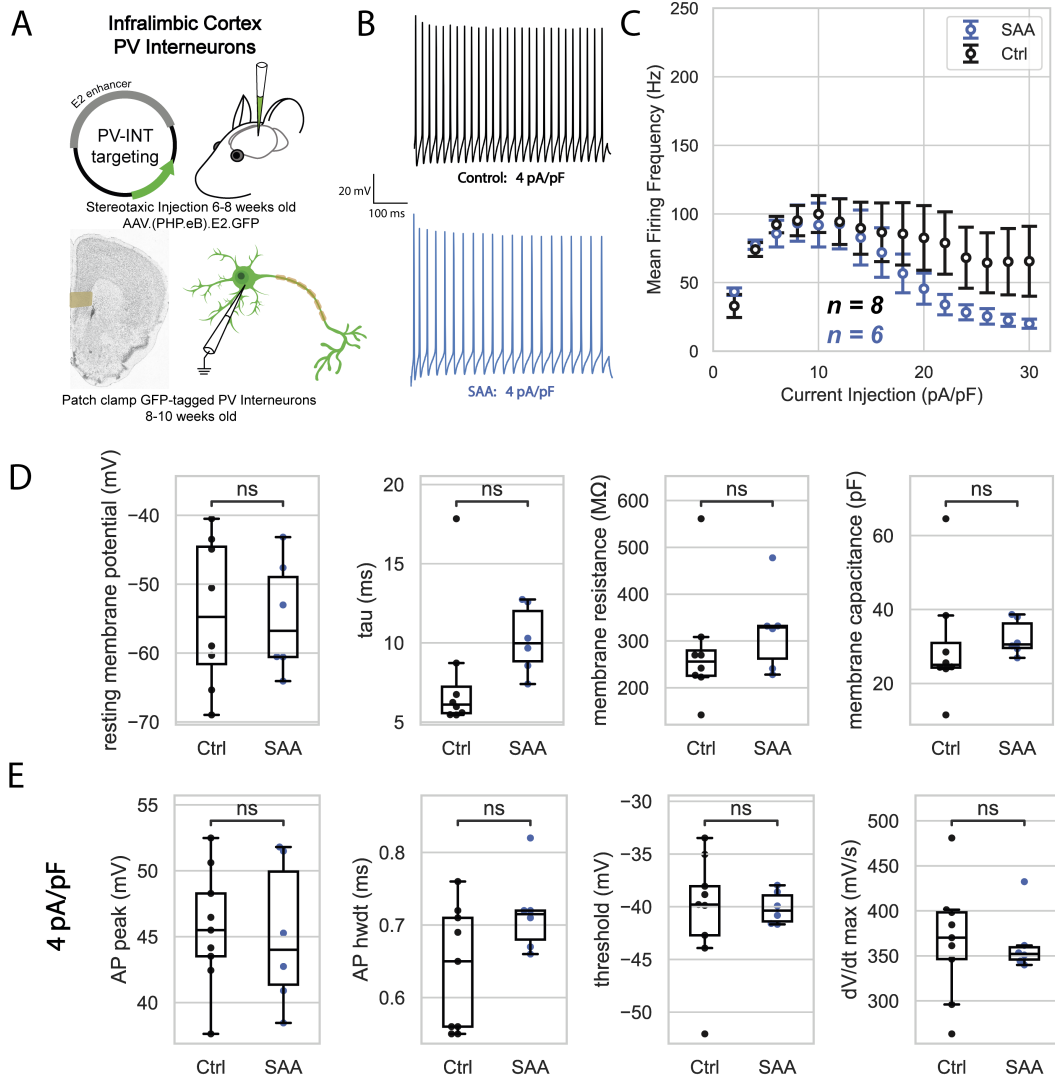 A
Infralimbic Cortex
PV Interneurons
E2 enhancer
PV-INT
targeting
Stereotaxic Injection 6-8 weeks old
AAV.(PHP.eB).E2.GFP
Patch clamp GFP-tagged PV Interneurons
8-10 weeks old
B
Control: 4 pA/pF
20 mV
100 ms
SAA: 4 pA/pF
C
Mean Firing Frequency (Hz)
250
200
150
100
50
0
SAA
Ctrl
n = 8
n = 6
0
10
20
30
Current Injection (pA/pF)
D
resting membrane potential (mV)
−40
−50
−60
−70
ns
Ctrl
SAA
tau (ms)
20
15
10
5
ns
Ctrl
SAA
membrane resistance (MΩ)
600
500
400
300
200
ns
Ctrl
SAA
membrane capacitance (pF)
60
40
20
ns
Ctrl
SAA
E
4 pA/pF
AP peak (mV)
55
50
45
40
ns
Ctrl
SAA
AP hwdt (ms)
0.8
0.7
0.6
ns
Ctrl
SAA
threshold (mV)
−30
−35
−40
−45
−50
ns
Ctrl
SAA
dV/dt max (mV/s)
500
450
400
350
300
ns
Ctrl
SAA